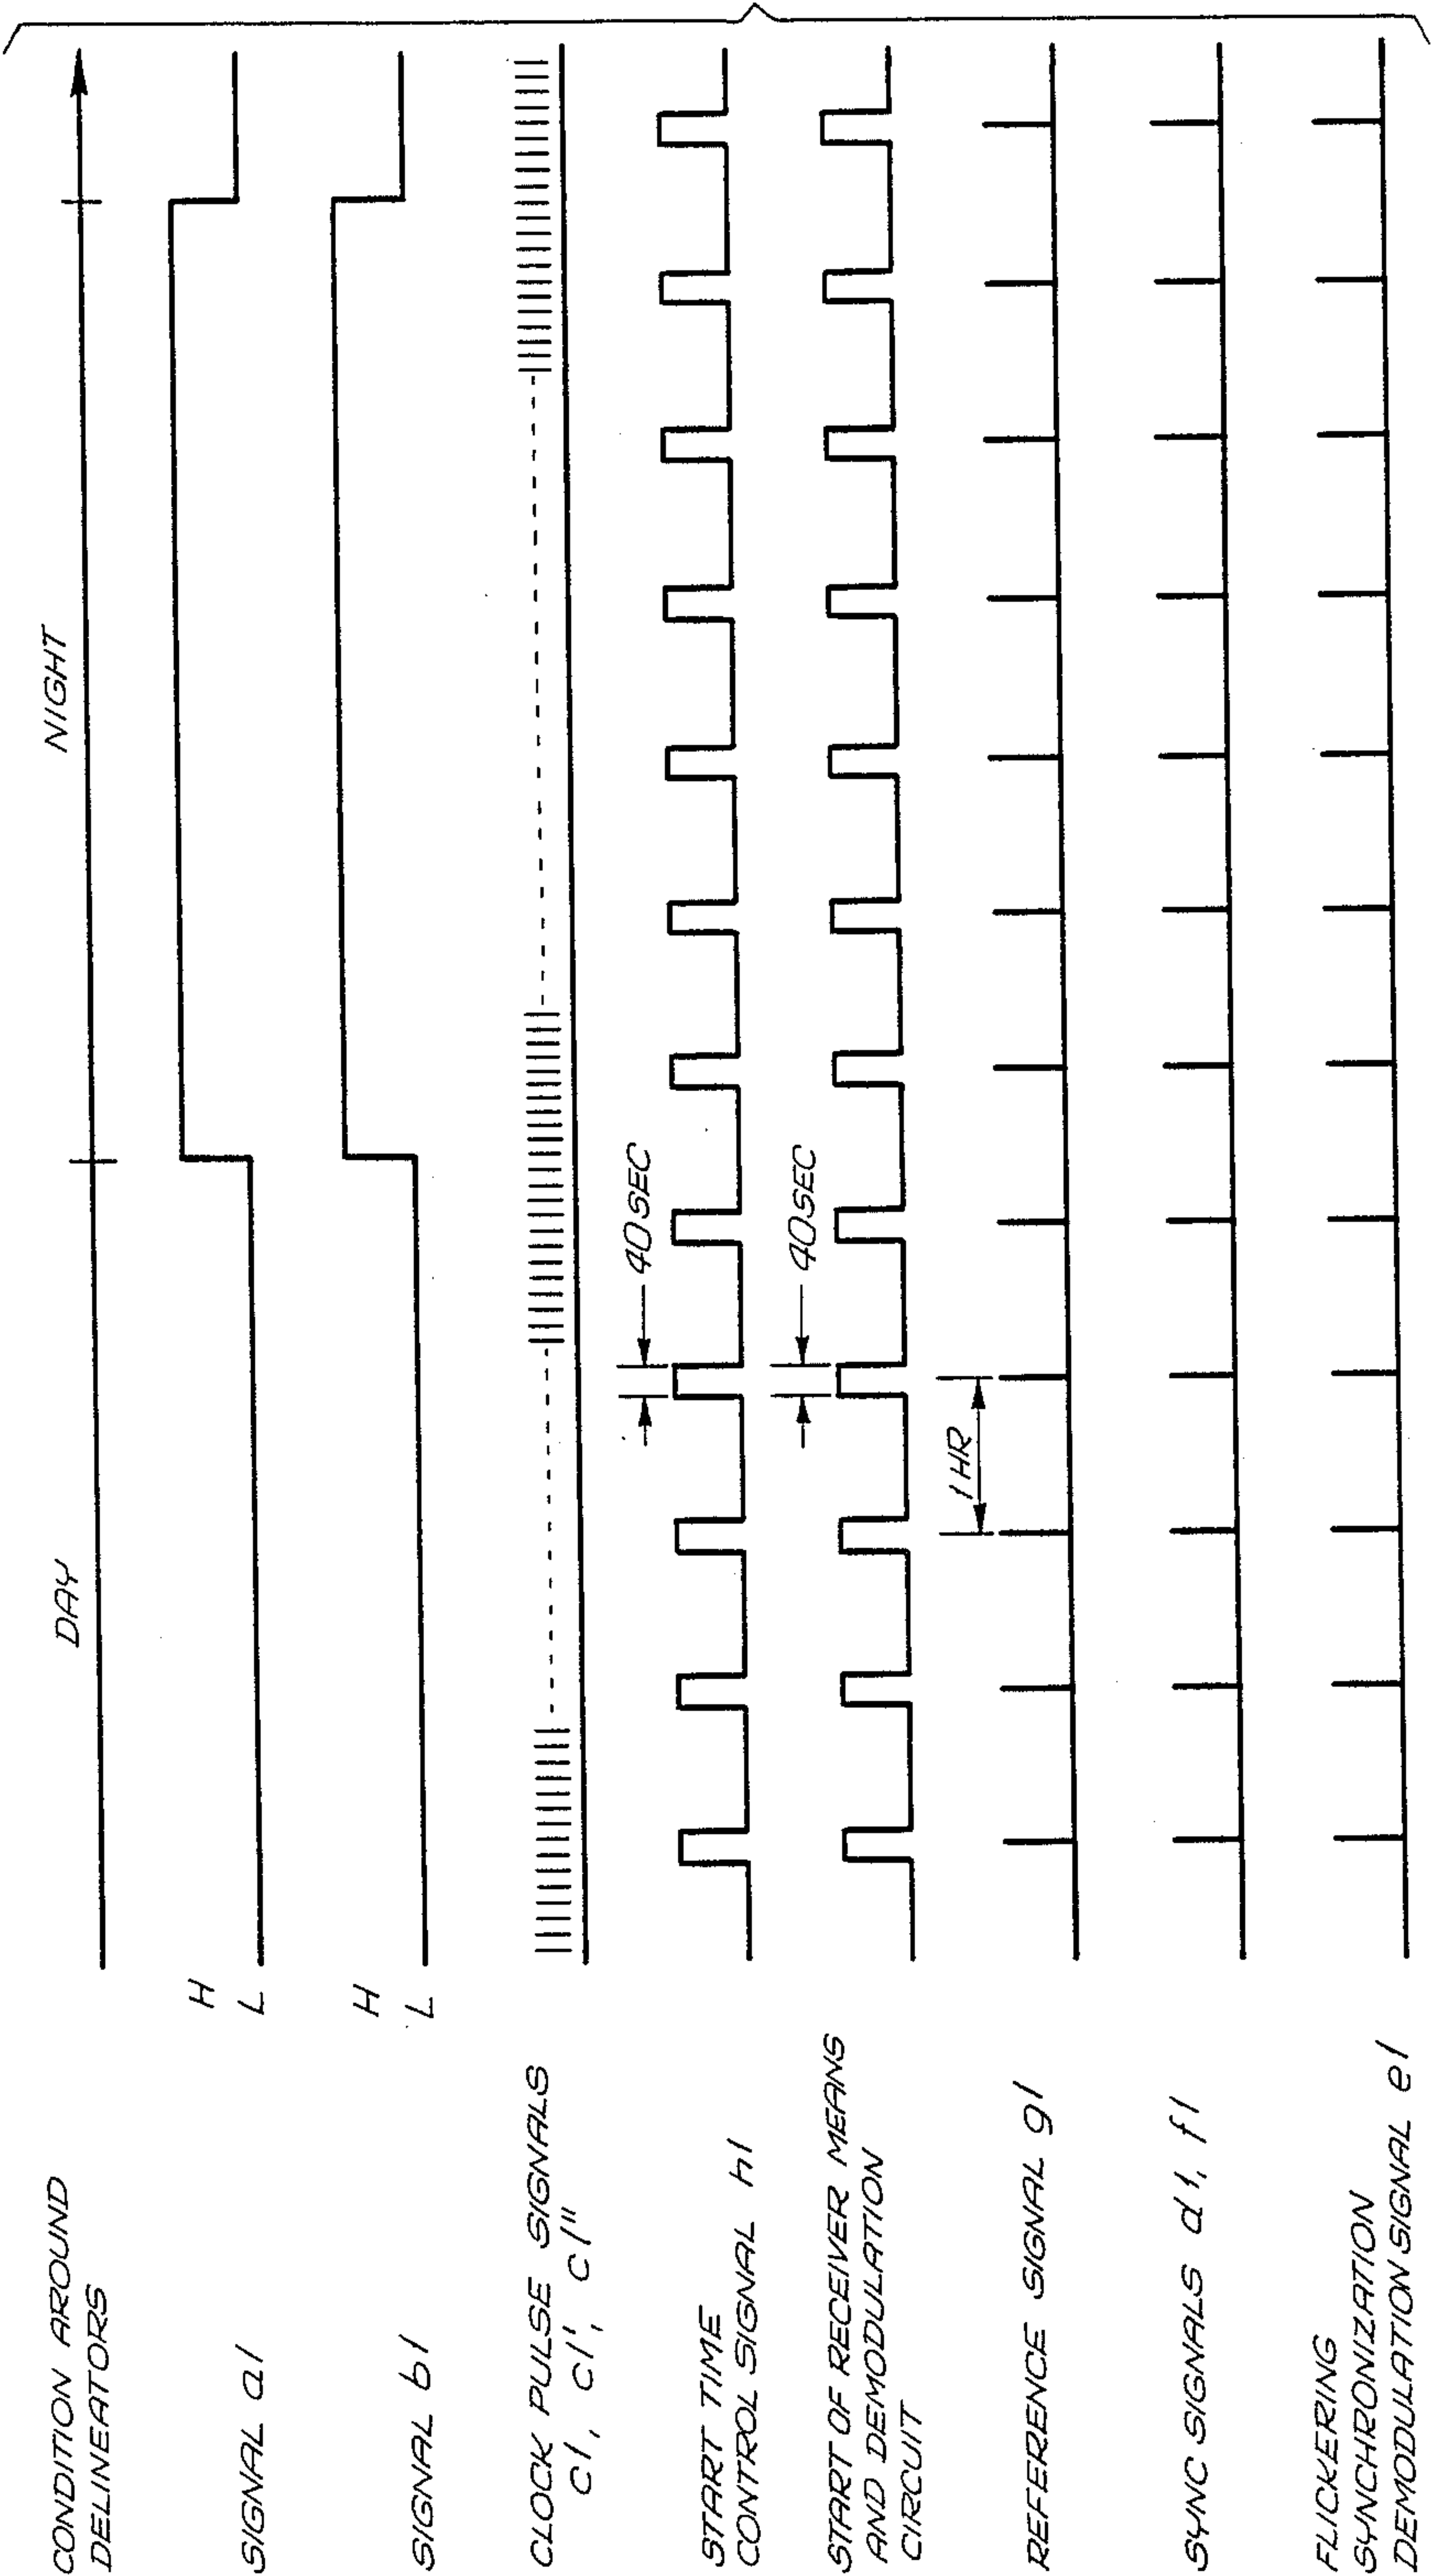 CONDITION AROUND
DELINEATORS
DAY
NIGHT
SIGNAL a1
H
L
SIGNAL b1
H
L
CLOCK PULSE SIGNALS
c1, c1', c1"
START TIME
CONTROL SIGNAL h1
40SEC
START OF RECEIVER MEANS
AND DEMODULATION
CIRCUIT
40SEC
REFERENCE SIGNAL g1
1HR
SYNC SIGNALS d1, f1
FLICKERING
SYNCHRONIZATION
DEMODULATION SIGNAL e1